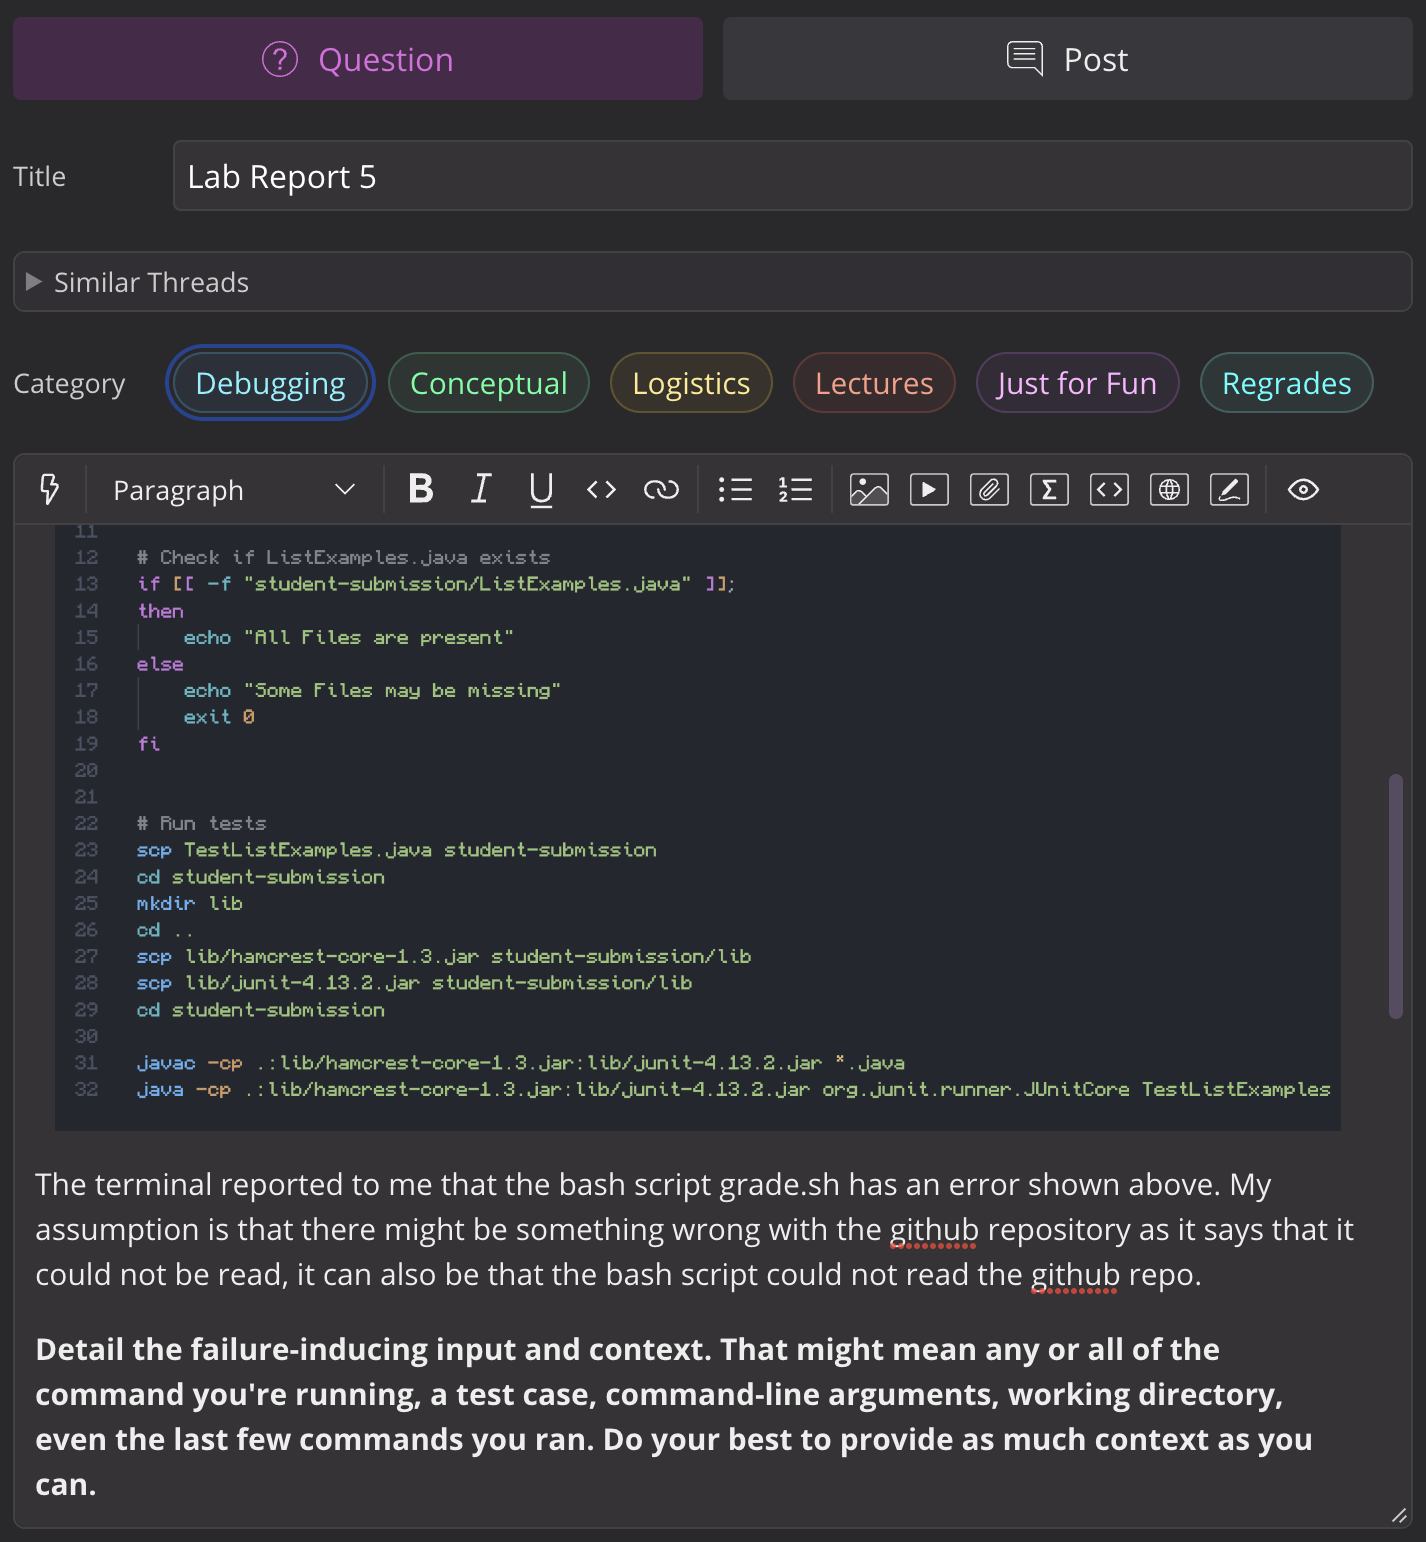 Question
Post
Title
Lab Report 5
Similar Threads
Category
Debugging
Conceptual
Logistics
Lectures
Just for Fun
Regrades
Paragraph
B I U
11
12 # Check if ListExamples.java exists
13 if [[ -f "student-submission/ListExamples.java" ]];
14 then
15 echo "All Files are present"
16 else
17 echo "Some Files may be missing"
18 exit 0
19 fi
20
21
22 # Run tests
23 scp TestListExamples.java student-submission
24 cd student-submission
25 mkdir lib
26 cd ..
27 scp lib/hamcrest-core-1.3.jar student-submission/lib
28 scp lib/junit-4.13.2.jar student-submission/lib
29 cd student-submission
30
31 javac -cp .:lib/hamcrest-core-1.3.jar:lib/junit-4.13.2.jar *.java
32 java -cp .:lib/hamcrest-core-1.3.jar:lib/junit-4.13.2.jar org.junit.runner.JUnitCore TestListExamples
The terminal reported to me that the bash script grade.sh has an error shown above. My
assumption is that there might be something wrong with the github repository as it says that it
could not be read, it can also be that the bash script could not read the github repo.
Detail the failure-inducing input and context. That might mean any or all of the
command you're running, a test case, command-line arguments, working directory,
even the last few commands you ran. Do your best to provide as much context as you
can.